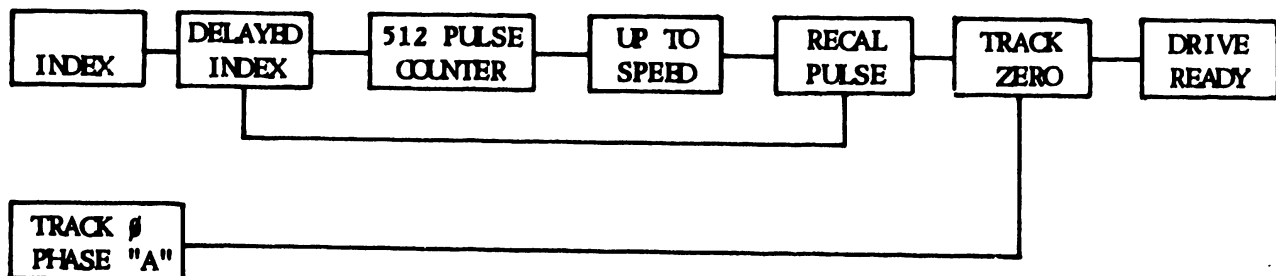 INDEX
DELAYED
INDEX
512 PULSE
COUNTER
UP TO
SPEED
RECAL
PULSE
TRACK
ZERO
DRIVE
READY
TRACK Ø
PHASE "A"